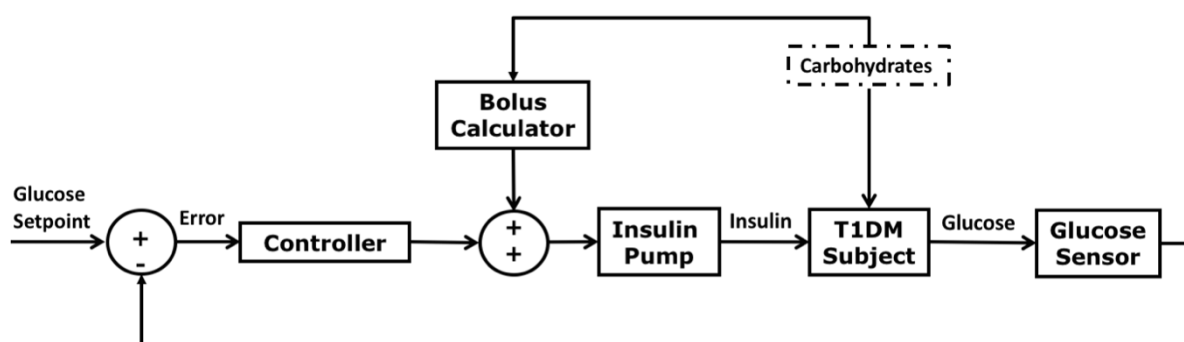 Carbohydrates
Bolus
Calculator
Glucose
Setpoint
+
-
Error
Controller
+
+
Insulin
Pump
Insulin
T1DM
Subject
Glucose
Glucose
Sensor